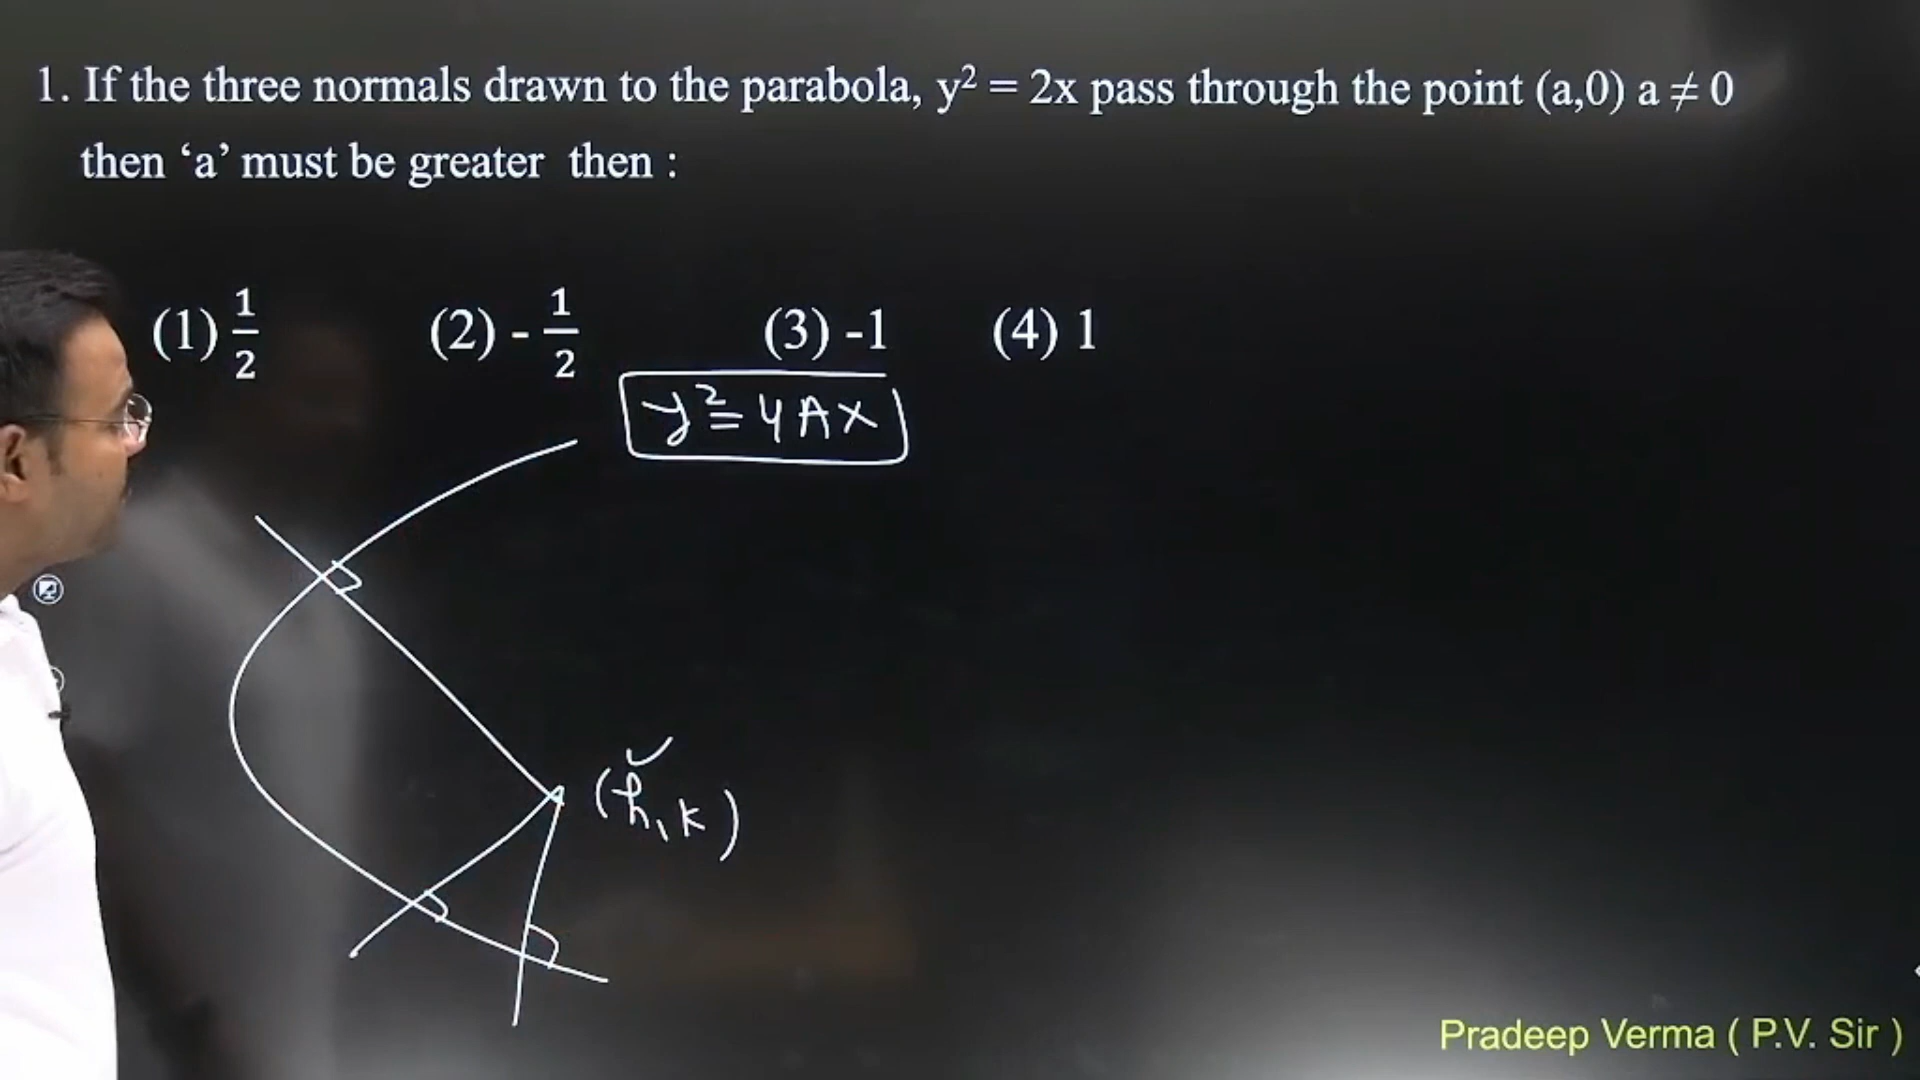 1. If the three normals drawn to the parabola, y² = 2x pass through the point (a,0) a ≠ 0
then ‘a’ must be greater then :
(1) 1/2 (2) - 1/2 (3) -1 (4) 1
y² = 4AX
(h, k)
Pradeep Verma ( P.V. Sir )